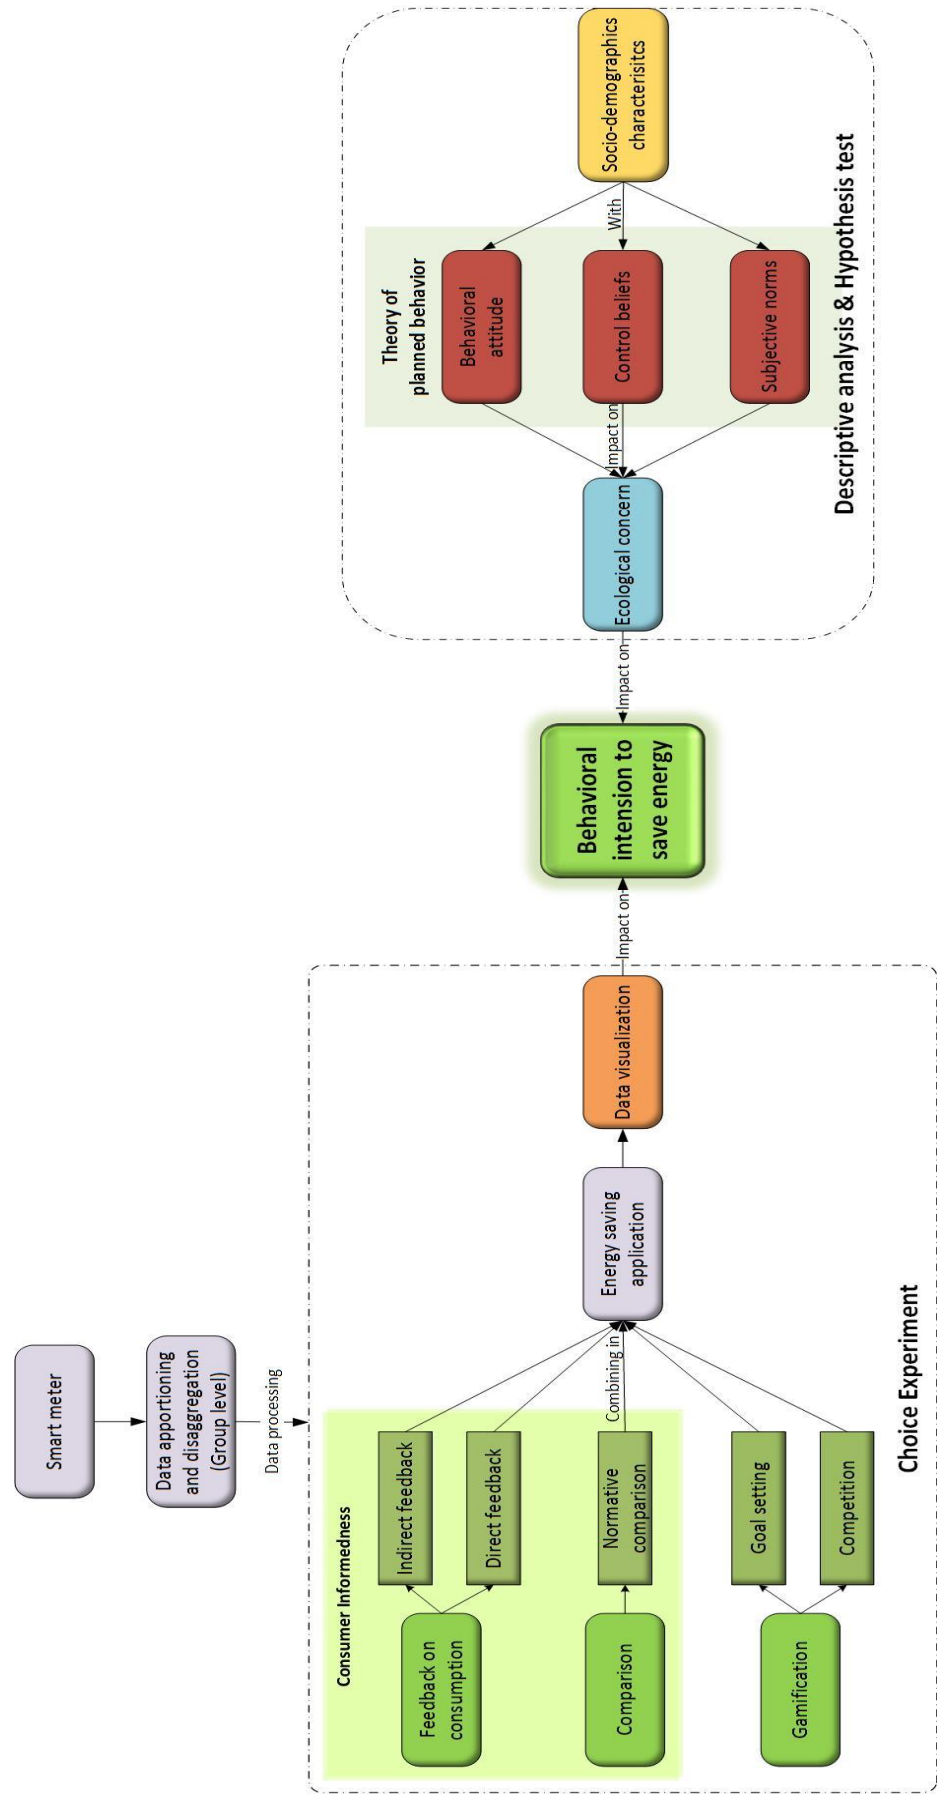 Smart meter
Data apportioning
and disaggregation
(Group level)
Data processing
Consumer Informedness
Feedback on
consumption
Indirect feedback
Direct feedback
Comparison
Normative
comparison
Combining in
Gamification
Goal setting
Competition
Choice Experiment
Energy saving
application
Data visualization
Impact on
Behavioral
intension to
save energy
Impact on
Ecological concern
Impact on
Theory of
planned behavior
Behavioral
attitude
Control beliefs
Subjective norms
With
Socio-demographics
characterisitcs
Descriptive analysis & Hypothesis test